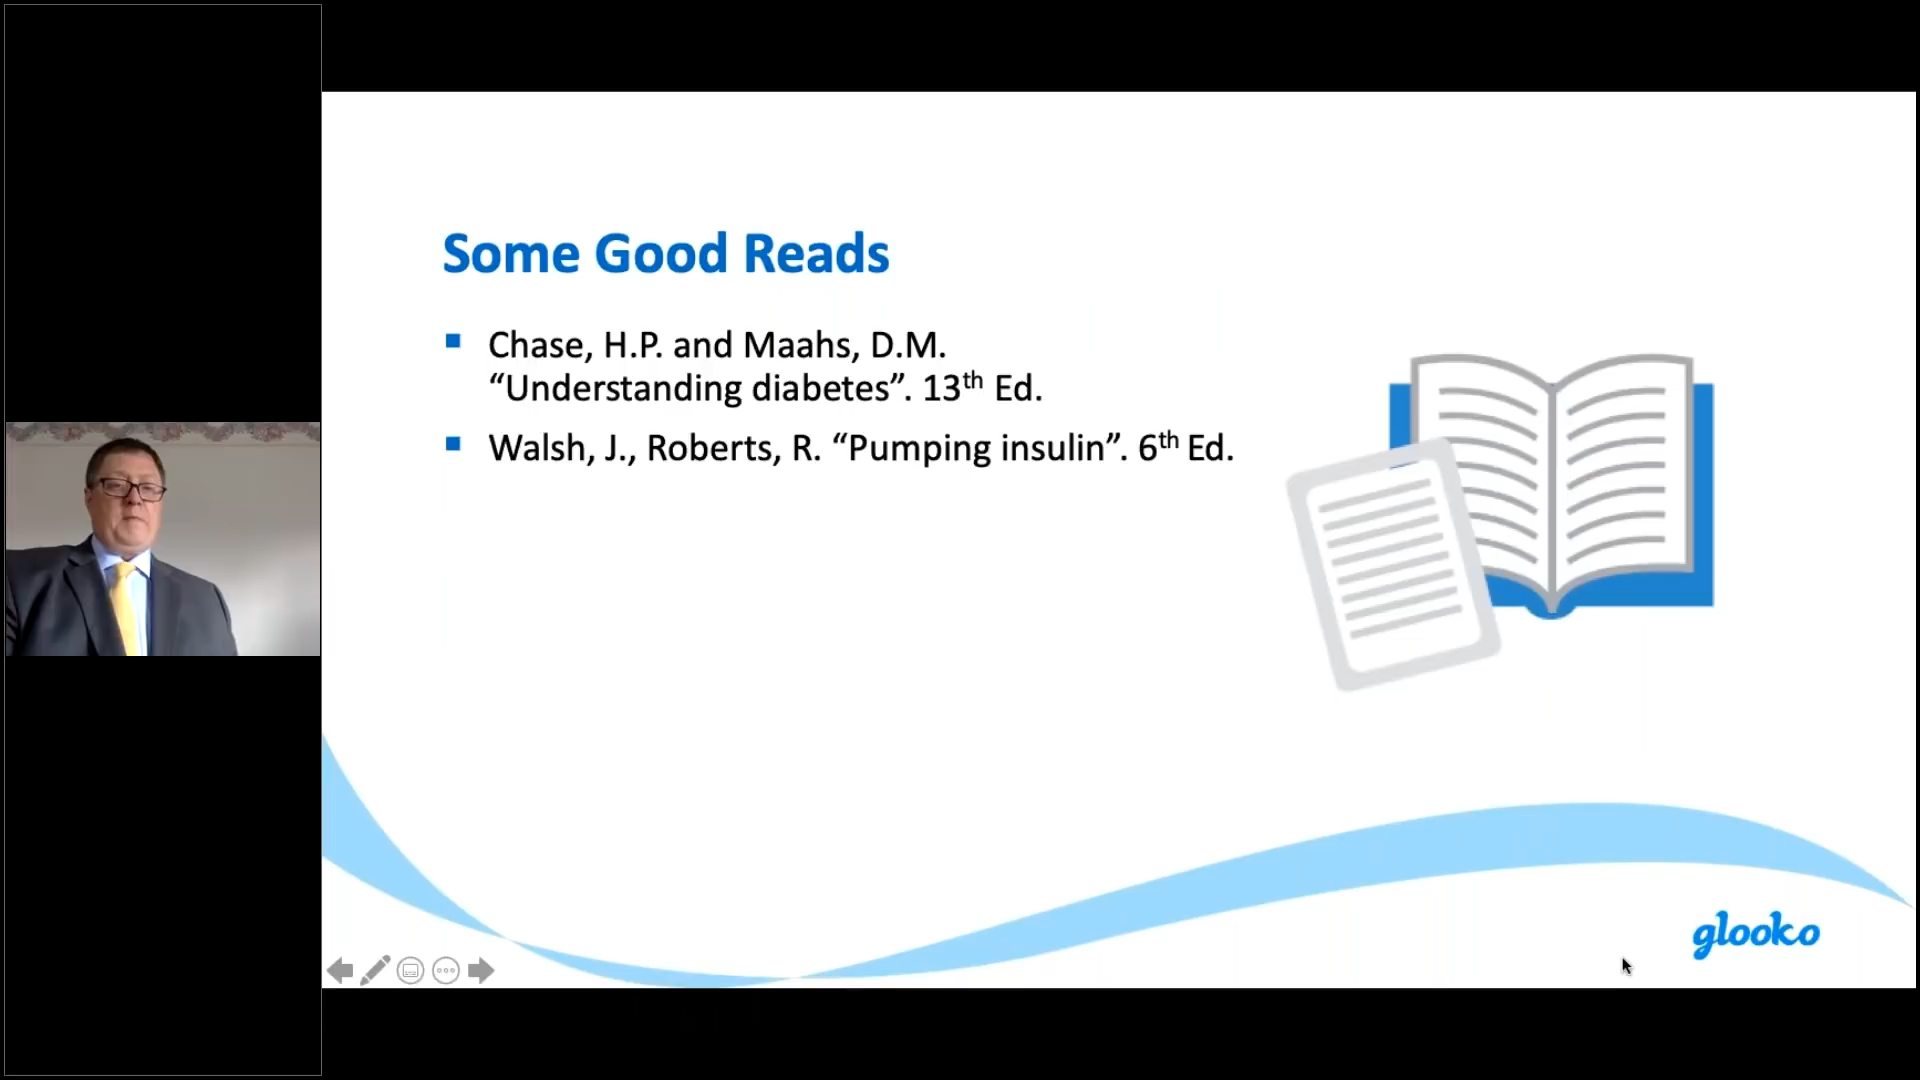 Some Good Reads
Chase, H.P. and Maahs, D.M.
“Understanding diabetes”. 13th Ed.
Walsh, J., Roberts, R. “Pumping insulin”. 6th Ed.
glooko